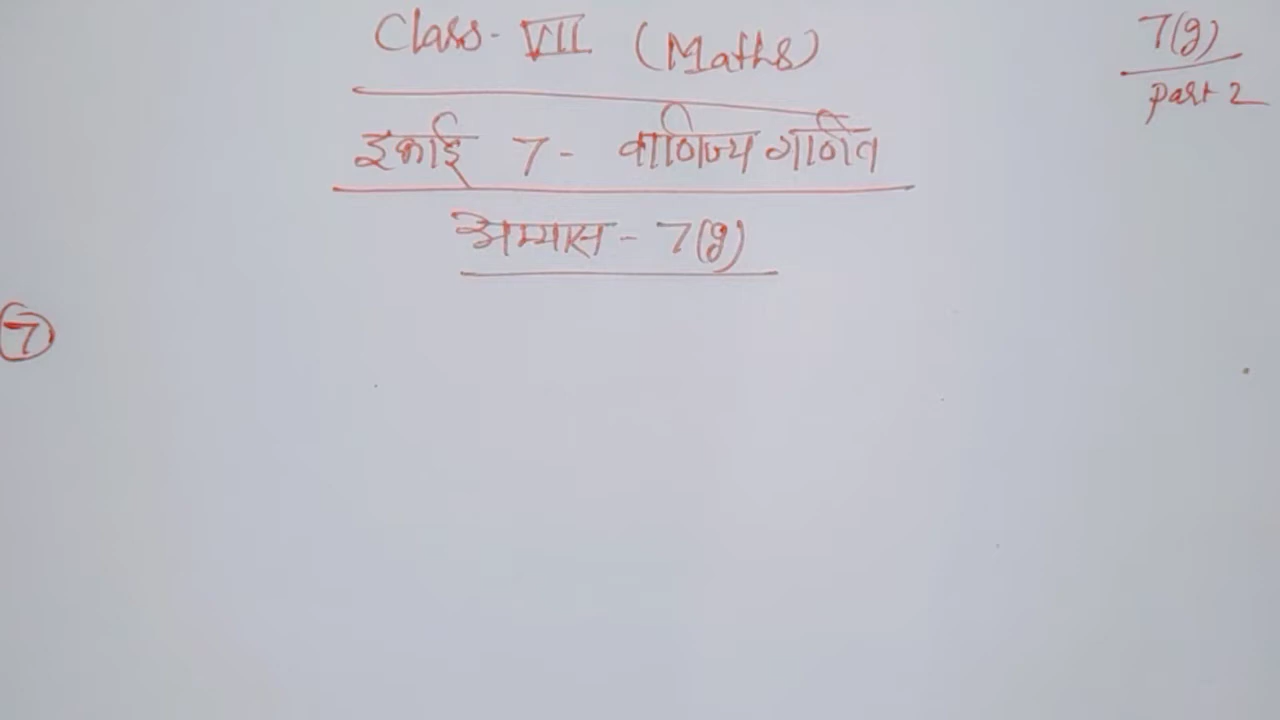 Class - VII (Maths)
7(g)
part 2
इकाई 7 - वाणिज्य गणित
अभ्यास - 7(g)
7